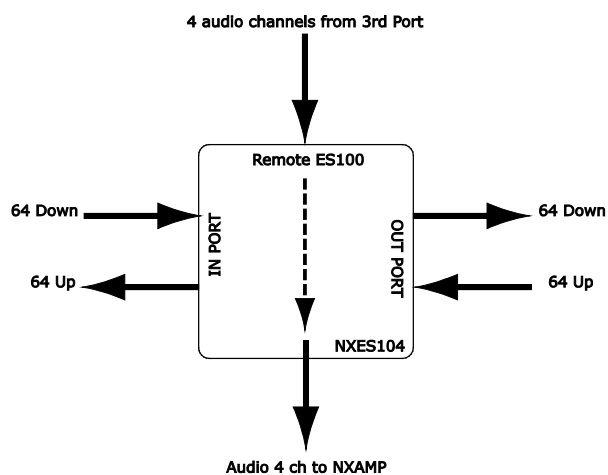 4 audio channels from 3rd Port
Remote ES100
64 Down
64 Down
IN PORT
OUT PORT
64 Up
64 Up
NXES104
Audio 4 ch to NXAMP